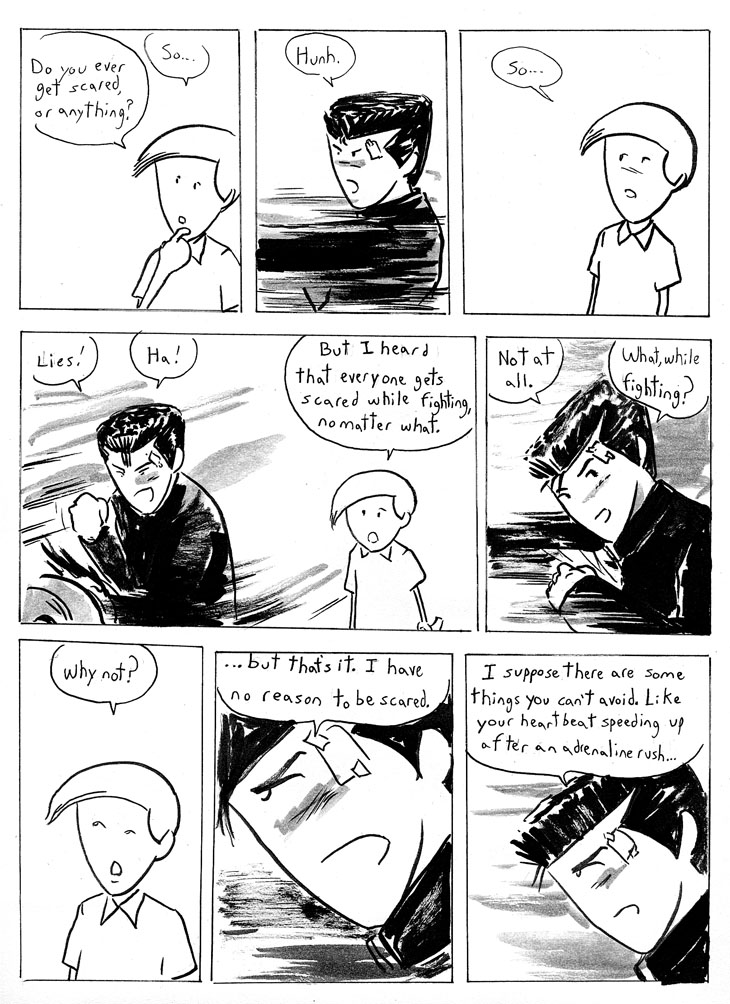 So...
Hunh.
So...
Do you ever
get scared,
or anything?
What, while
fighting?
Not at
all.
But I heard
that everyone gets
scared while fighting,
no matter what.
Ha!
Lies!
I suppose there are some
things you can't avoid. Like
your heartbeat speeding up
after an adrenaline rush...
...but that's it. I have
no reason to be scared.
Why not?